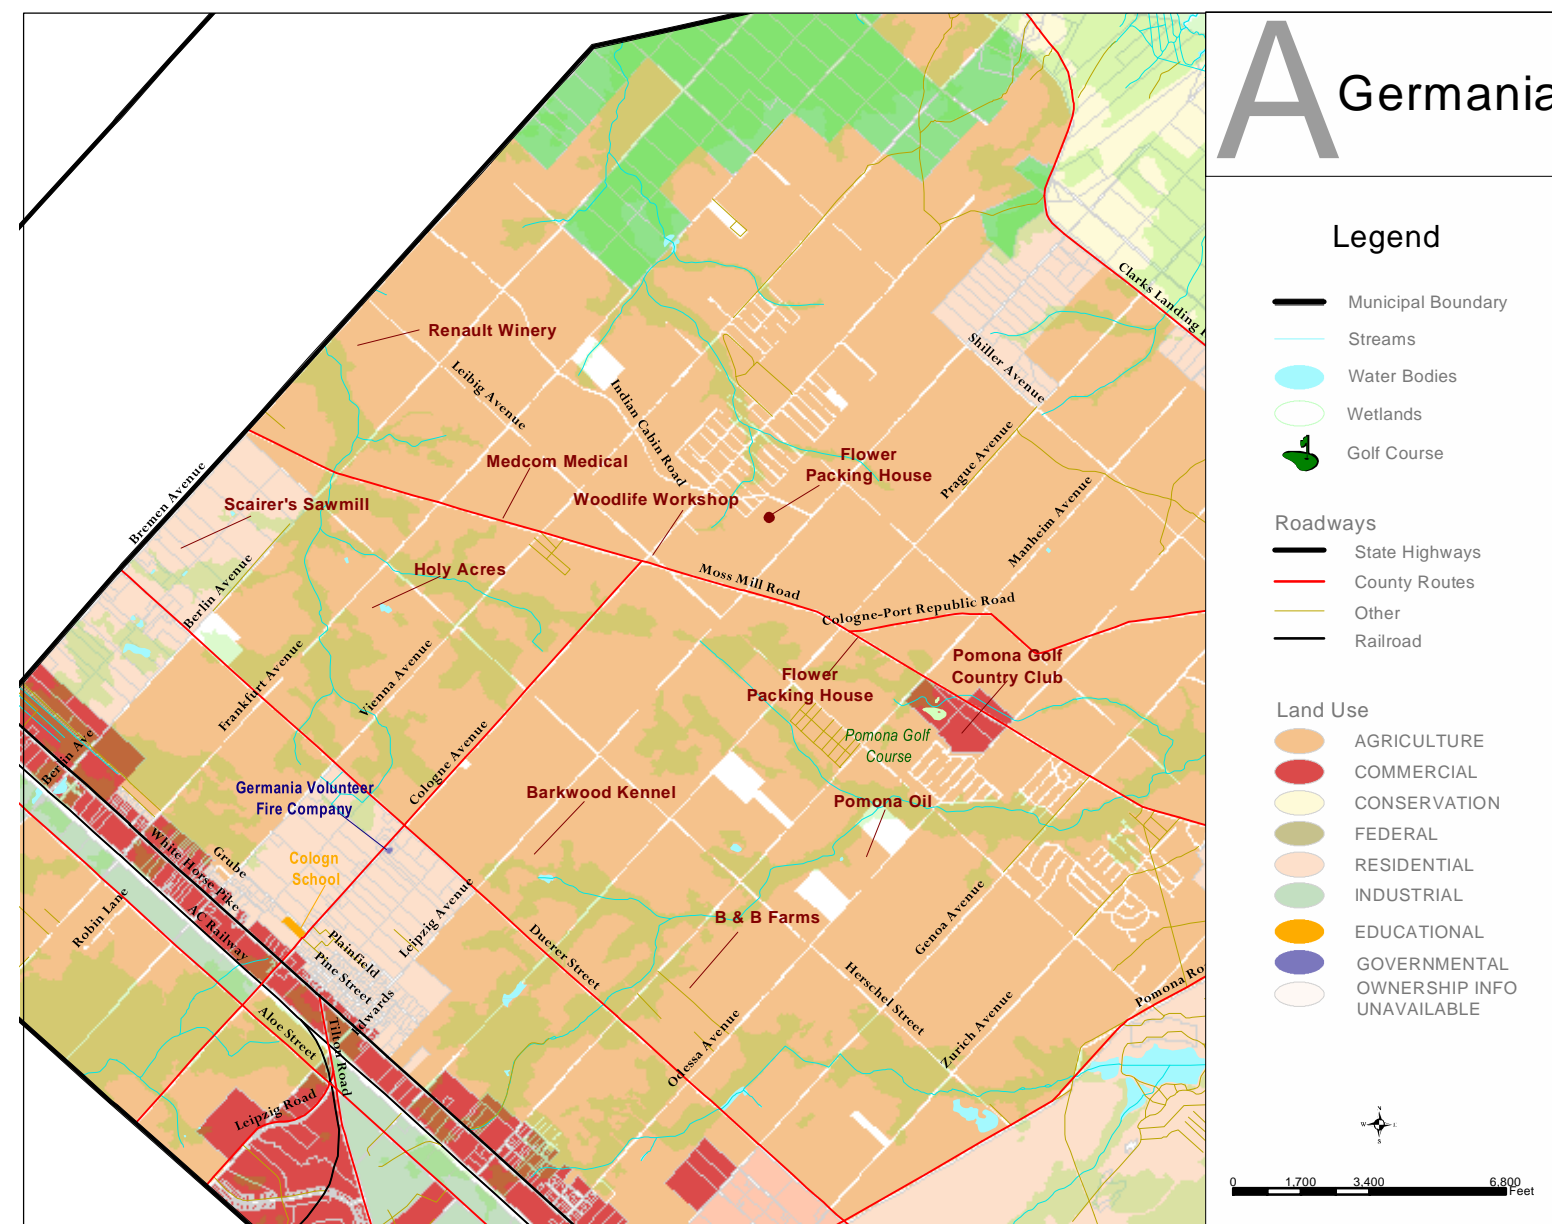 A
Germania
Legend
Municipal Boundary
Streams
Water Bodies
Wetlands
Golf Course
Roadways
State Highways
County Routes
Other
Railroad
Land Use
AGRICULTURE
COMMERCIAL
CONSERVATION
FEDERAL
RESIDENTIAL
INDUSTRIAL
EDUCATIONAL
GOVERNMENTAL
OWNERSHIP INFO
UNAVAILABLE
N
W
E
S
0
1,700
3,400
6,800
Feet
Clarks Landing
Renault Winery
Shiller Avenue
Leibig Avenue
Indian Cabin Road
Prague Avenue
Flower
Packing House
Medcom Medical
Woodlife Workshop
Bremen Avenue
Scairer's Sawmill
Manheim Avenue
Holy Acres
Moss Mill Road
Berlin Avenue
Cologne-Port Republic Road
Frankfurt Avenue
Vienna Avenue
Flower
Packing House
Pomona Golf
Country Club
Pomona Golf
Course
Cologne Avenue
Berlin Ave
Germania Volunteer
Fire Company
Barkwood Kennel
Pomona Oil
White Horse Pike
Grube
Cologn
School
Robin Lane
AC Railway
Leipzig Avenue
Plainfield
Pine Street
Edwards
B & B Farms
Duerer Street
Genoa Avenue
Herschel Street
Pomona Ro
Aloe Street
Tilton Road
Odessa Avenue
Zurich Avenue
Leipzig Road